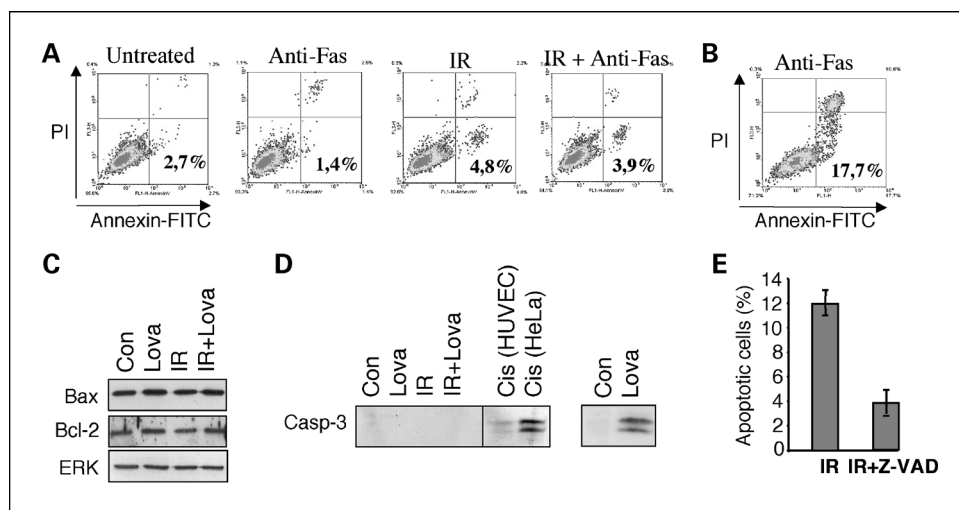 A
Untreated
Anti-Fas
IR
IR + Anti-Fas
B
Anti-Fas
PI
2,7%
1,4%
4,8%
3,9%
PI
17,7%
Annexin-FITC
Annexin-FITC
C
Con
Lova
IR
IR+Lova
Bax
Bcl-2
ERK
D
Con
Lova
IR
IR+Lova
Cis (HUVEC)
Cis (HeLa)
Con
Lova
Casp-3
E
Apoptotic cells (%)
14
12
10
8
6
4
2
0
IR
IR+Z-VAD